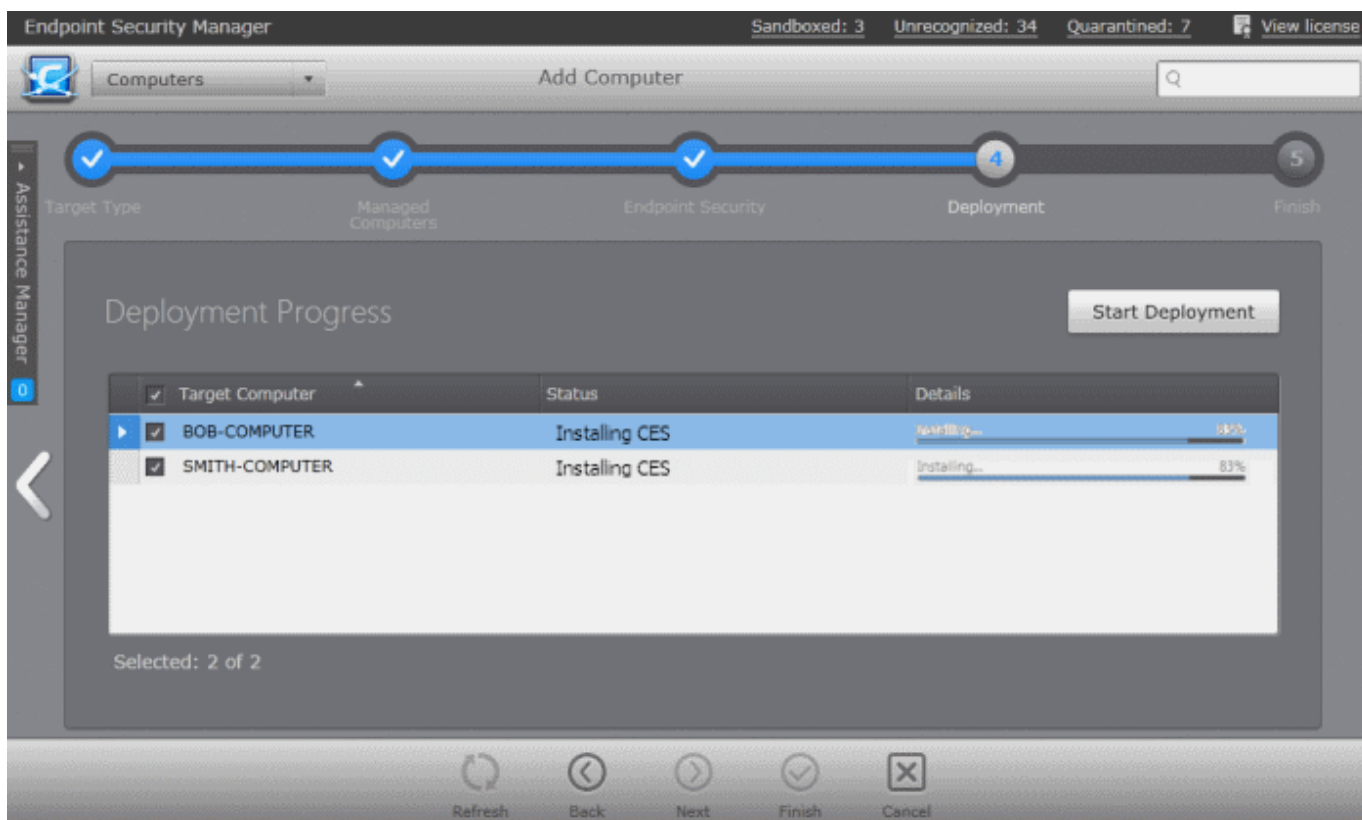 Endpoint Security Manager Sandboxed: 3 Unrecognized: 34 Quarantined: 7 View license
Computers Add Computer
4 5
Target Type Managed Computers Endpoint Security Deployment Finish
Assistance Manager
0
Deployment Progress Start Deployment
Target Computer Status Details
BOB-COMPUTER Installing CES
SMITH-COMPUTER Installing CES Installing... 83%
Selected: 2 of 2
Refresh Back Next Finish Cancel